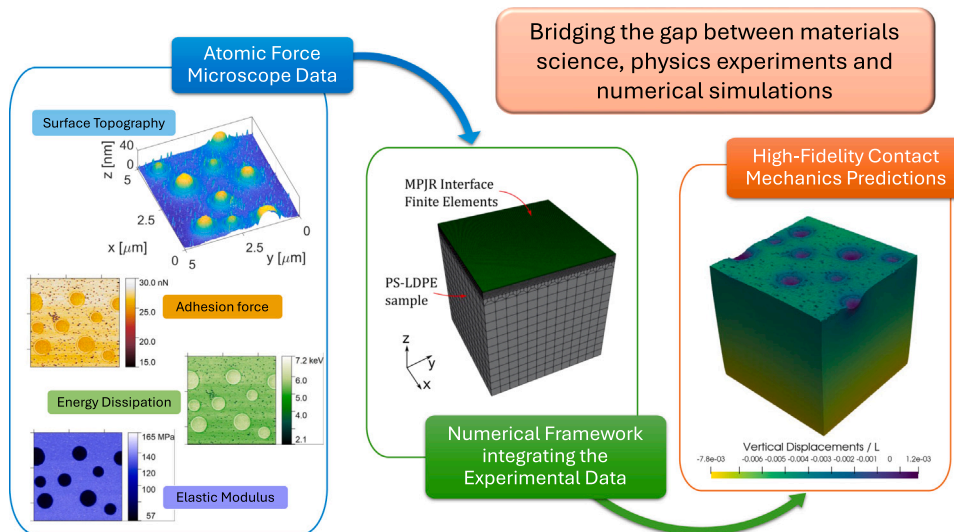 Atomic Force
Microscope Data
Bridging the gap between materials
science, physics experiments and
numerical simulations
Surface Topography
z [nm]
40
0
5
2.5
0
x [μm]
5
2.5
0
y [μm]
30.0 nN
25.0
20.0
15.0
Adhesion force
7.2 keV
6.0
5.0
4.0
2.1
Energy Dissipation
165 MPa
140
120
100
57
Elastic Modulus
MPJR Interface
Finite Elements
PS-LDPE
sample
z
y
x
Numerical Framework
integrating the
Experimental Data
High-Fidelity Contact
Mechanics Predictions
Vertical Displacements / L
-7.8e-03 -0.006 -0.005 -0.004 -0.003 -0.002 -0.001 0 1.2e-03